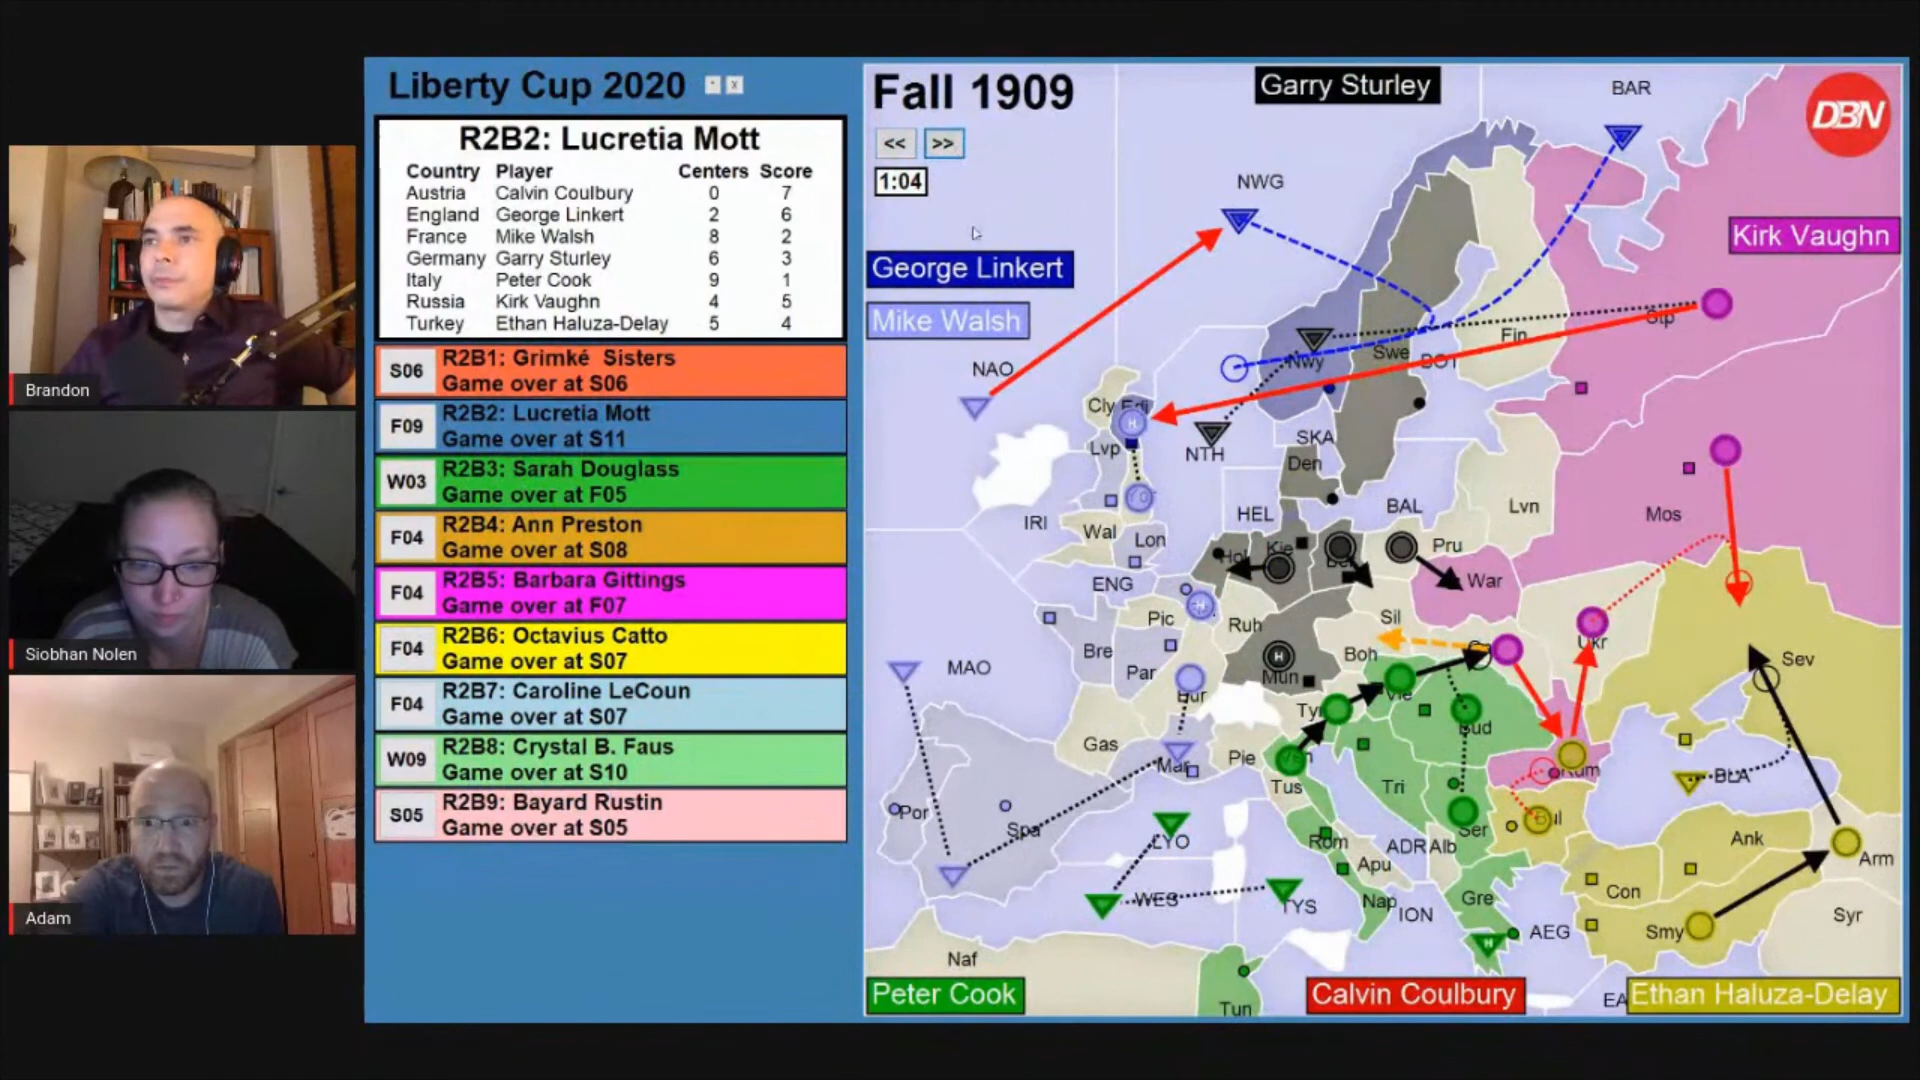 Brandon
Siobhan Nolen
Adam
Liberty Cup 2020
- x
R2B2: Lucretia Mott
Country Player Centers Score
Austria Calvin Coulbury 0 7
England George Linkert 2 6
France Mike Walsh 8 2
Germany Garry Sturley 6 3
Italy Peter Cook 9 1
Russia Kirk Vaughn 4 5
Turkey Ethan Haluza-Delay 5 4
S06 R2B1: Grimké Sisters
Game over at S06
F09 R2B2: Lucretia Mott
Game over at S11
W03 R2B3: Sarah Douglass
Game over at F05
F04 R2B4: Ann Preston
Game over at S08
F04 R2B5: Barbara Gittings
Game over at F07
F04 R2B6: Octavius Catto
Game over at S07
F04 R2B7: Caroline LeCoun
Game over at S07
W09 R2B8: Crystal B. Faus
Game over at S10
S05 R2B9: Bayard Rustin
Game over at S05
Fall 1909
<< >>
1:04
Garry Sturley
BAR
DBN
NWG
Kirk Vaughn
George Linkert
Mike Walsh
Stp
Fin
NAO
Nwy
Swe
BOT
Cly
Edi
H
SKA
Lvp
NTH
Den
HEL
BAL
Lvn
Mos
IRI
Wal
Lon
Hol
Kie
Ber
Pru
War
ENG
Pic
H
Ruh
Sil
Ukr
Bre
Par
Bur
H
Mun
Boh
Sev
MAO
Tyr
Vie
Bud
Gas
Mar
Pie
Ven
Tus
Tri
Rum
BLA
Por
Spa
LYO
Rom
ADR
Alb
Ser
Bul
Ank
Arm
Apu
WES
TYS
Nap
ION
Gre
H
AEG
Con
Smy
Syr
Naf
Tun
Peter Cook
Calvin Coulbury
EA
Ethan Haluza-Delay